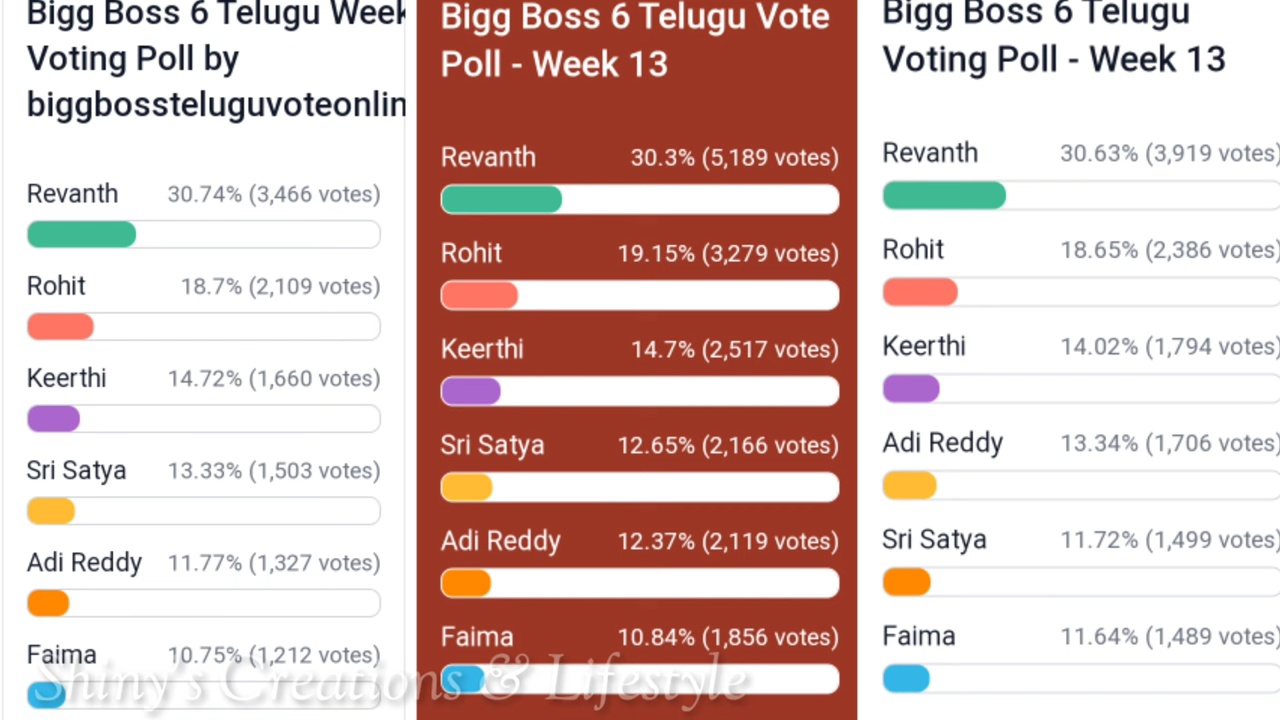 Bigg Boss 6 Telugu Week
Voting Poll by
biggbossteluguvoteonlin
Revanth 30.74% (3,466 votes)
Rohit 18.7% (2,109 votes)
Keerthi 14.72% (1,660 votes)
Sri Satya 13.33% (1,503 votes)
Adi Reddy 11.77% (1,327 votes)
Faima 10.75% (1,212 votes)
Bigg Boss 6 Telugu Vote
Poll - Week 13
Revanth 30.3% (5,189 votes)
Rohit 19.15% (3,279 votes)
Keerthi 14.7% (2,517 votes)
Sri Satya 12.65% (2,166 votes)
Adi Reddy 12.37% (2,119 votes)
Faima 10.84% (1,856 votes)
Bigg Boss 6 Telugu
Voting Poll - Week 13
Revanth 30.63% (3,919 votes)
Rohit 18.65% (2,386 votes)
Keerthi 14.02% (1,794 votes)
Adi Reddy 13.34% (1,706 votes)
Sri Satya 11.72% (1,499 votes)
Faima 11.64% (1,489 votes)
Shiny's Creations & Lifestyle